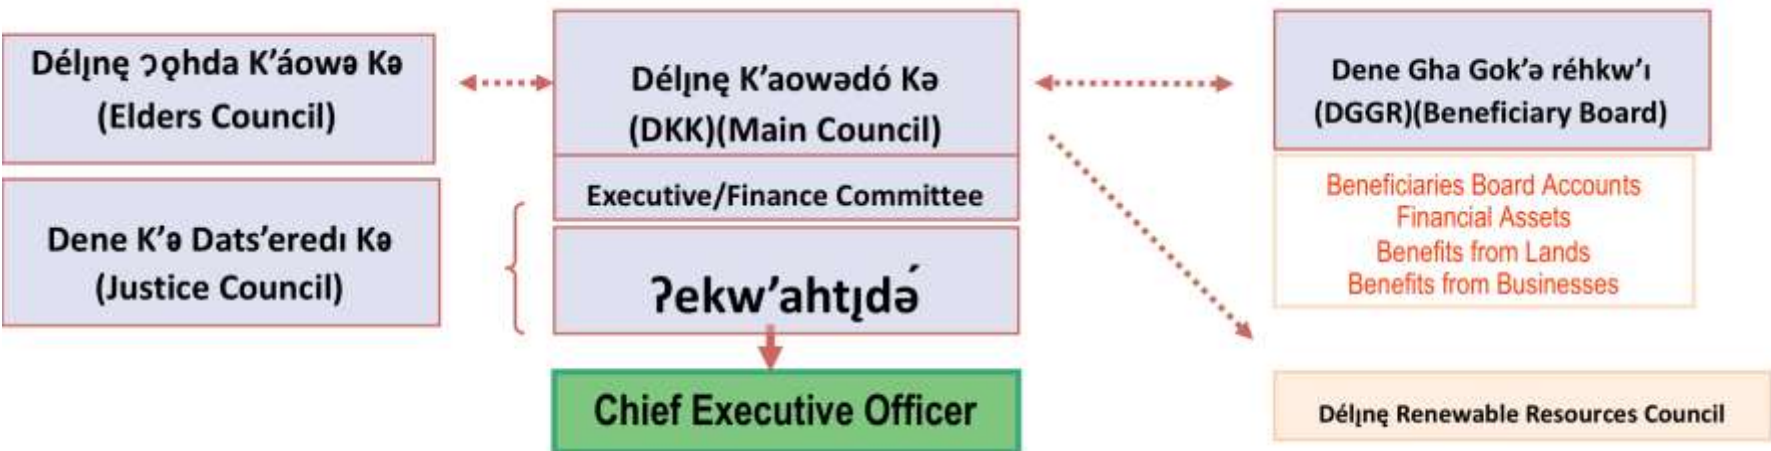 Délı̨nę Ɂǫhda K’áowǝ Kǝ
(Elders Council)
Dene K’ǝ Dats’eredı Kǝ
(Justice Council)
Délı̨nę K’aowǝdó Kǝ
(DKK)(Main Council)
Executive/Finance Committee
Ɂekw’ahtı̨dǝ́
Chief Executive Officer
Dene Gha Gok’ǝ réhkw’ı
(DGGR)(Beneficiary Board)
Beneficiaries Board Accounts
Financial Assets
Benefits from Lands
Benefits from Businesses
Délı̨nę Renewable Resources Council